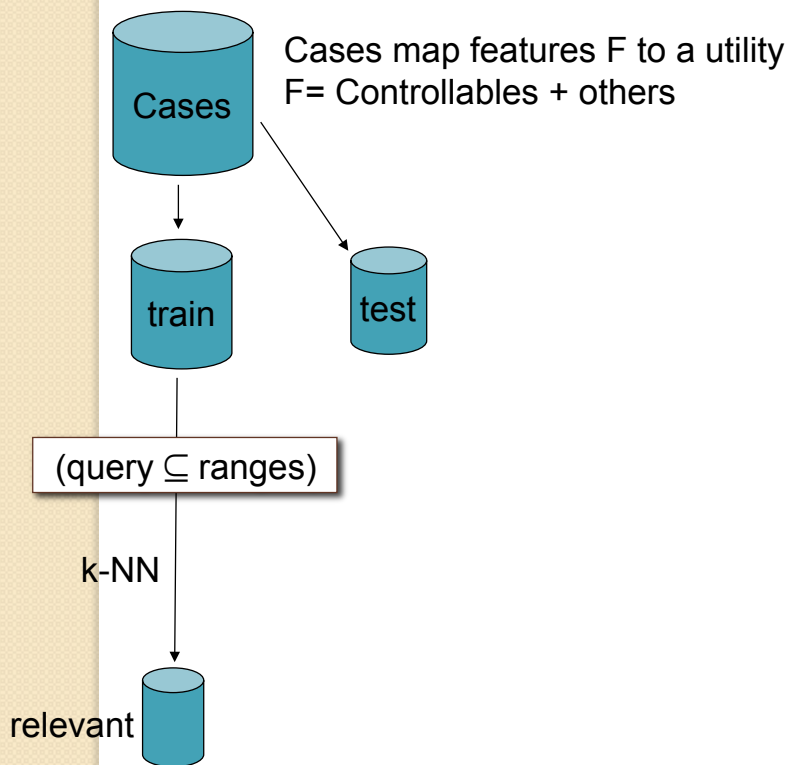 Cases map features F to a utility
F= Controllables + others
Cases
train
test
(query ⊆ ranges)
k-NN
relevant